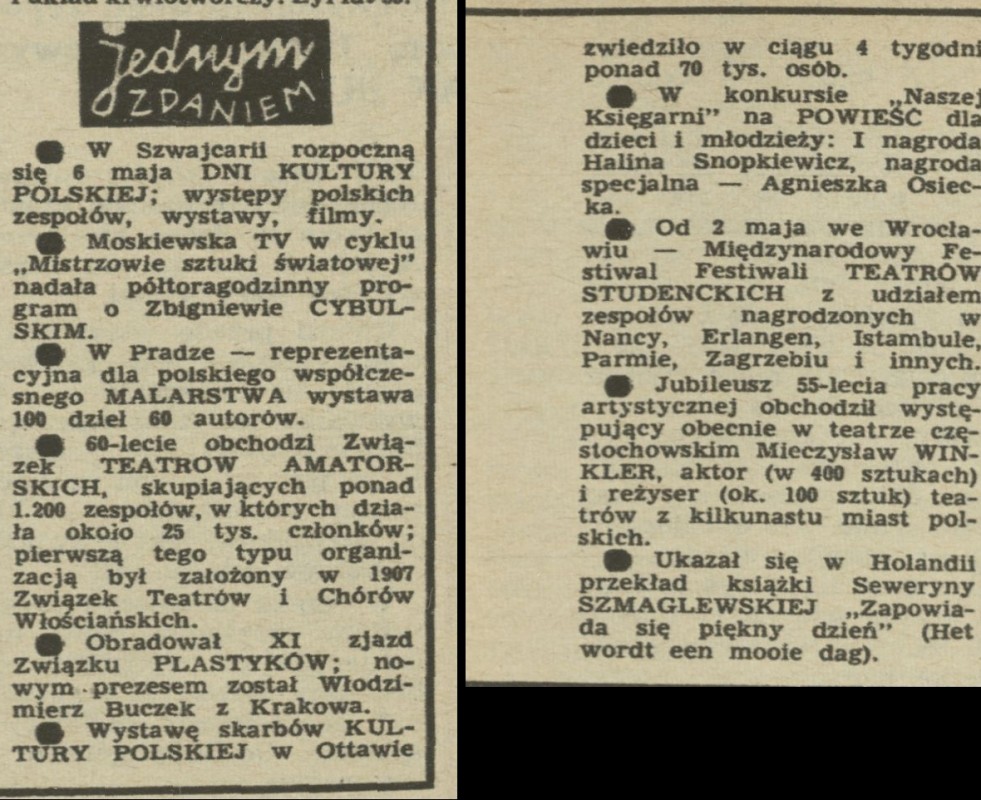 jednym
ZDANIEM
● W Szwajcarii rozpoczną
się 6 maja DNI KULTURY
POLSKIEJ; występy polskich
zespołów, wystawy, filmy.
● Moskiewska TV w cyklu
„Mistrzowie sztuki światowej”
nadała półtoragodzinny pro-
gram o Zbigniewie CYBUL-
SKIM.
● W Pradze — reprezenta-
cyjna dla polskiego współcze-
snego MALARSTWA wystawa
100 dzieł 60 autorów.
● 60-lecie obchodzi Zwią-
zek TEATROW AMATOR-
SKICH, skupiających ponad
1.200 zespołów, w których dzia-
ła około 25 tys. członków;
pierwszą tego typu organi-
zacją był założony w 1907
Związek Teatrów i Chórów
Włościańskich.
● Obradował XI zjazd
Związku PLASTYKÓW; no-
wym prezesem został Włodzi-
mierz Buczek z Krakowa.
● Wystawę skarbów KUL-
TURY POLSKIEJ w Ottawie
zwiedziło w ciągu 4 tygodni
ponad 70 tys. osób.
● W konkursie „Naszej
Księgarni” na POWIEŚĆ dla
dzieci i młodzieży: I nagroda
Halina Snopkiewicz, nagroda
specjalna — Agnieszka Osiec-
ka.
● Od 2 maja we Wrocła-
wiu — Międzynarodowy Fe-
stiwal Festiwali TEATRÓW
STUDENCKICH z udziałem
zespołów nagrodzonych w
Nancy, Erlangen, Istambule,
Parmie, Zagrzebiu i innych.
● Jubileusz 55-lecia pracy
artystycznej obchodził wystę-
pujący obecnie w teatrze czę-
stochowskim Mieczysław WIN-
KLER, aktor (w 400 sztukach)
i reżyser (ok. 100 sztuk) tea-
trów z kilkunastu miast pol-
skich.
● Ukazał się w Holandii
przekład książki Seweryny
SZMAGLEWSKIEJ „Zapowia-
da się piękny dzień” (Het
wordt een mooie dag).